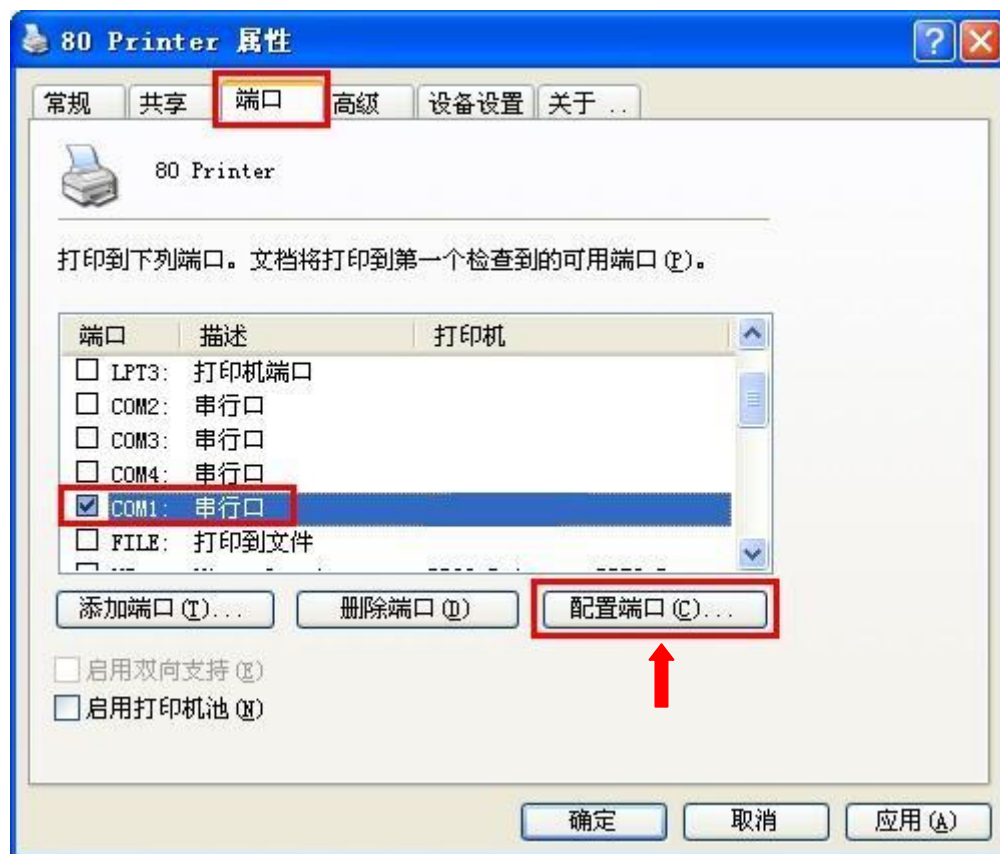 80 Printer 属性
常规 共享 端口 高级 设备设置 关于 ..
80 Printer
打印到下列端口。文档将打印到第一个检查到的可用端口(P)。
端口 描述 打印机
LPT3: 打印机端口
COM2: 串行口
COM3: 串行口
COM4: 串行口
COM1: 串行口
FILE: 打印到文件
添加端口(T)... 删除端口(D) 配置端口(C)...
启用双向支持(E)
启用打印机池(N)
确定 取消 应用(A)